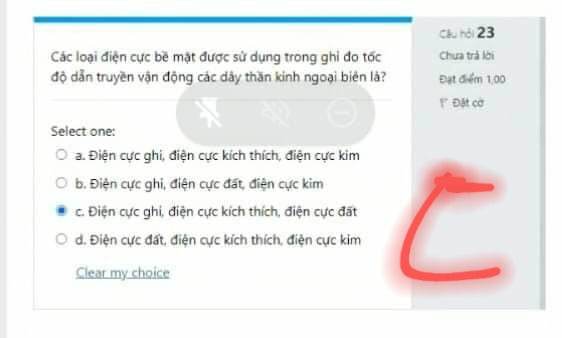 Các loại điện cực bề mặt được sử dụng trong ghi đo tốc
độ dẫn truyền vận động các dây thần kinh ngoại biên là?
Select one:
a. Điện cực ghi, điện cực kích thích, điện cực kim
b. Điện cực ghi, điện cực đất, điện cực kim
c. Điện cực ghi, điện cực kích thích, điện cực đất
d. Điện cực đất, điện cực kích thích, điện cực kim
Clear my choice
Câu hỏi 23
Chưa trả lời
Đạt điểm 1,00
Đặt cờ
C